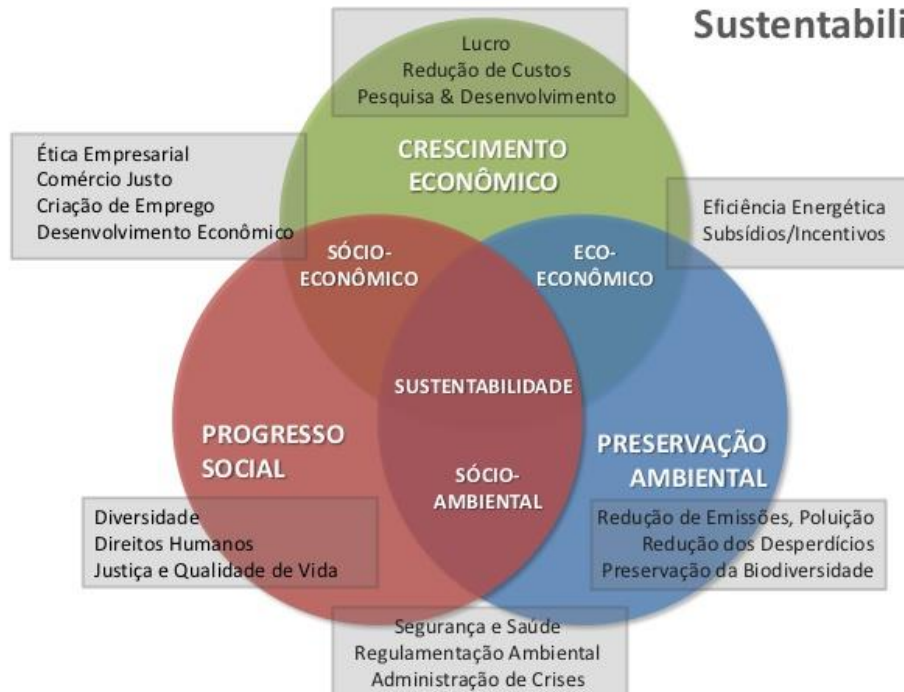 Sustentabili
Lucro
Redução de Custos
Pesquisa & Desenvolvimento
CRESCIMENTO
ECONÔMICO
Ética Empresarial
Comércio Justo
Criação de Emprego
Desenvolvimento Econômico
Eficiência Energética
Subsídios/Incentivos
SÓCIO-
ECONÔMICO
ECO-
ECONÔMICO
SUSTENTABILIDADE
PROGRESSO
SOCIAL
PRESERVAÇÃO
AMBIENTAL
SÓCIO-
AMBIENTAL
Diversidade
Direitos Humanos
Justiça e Qualidade de Vida
Redução de Emissões, Poluição
Redução dos Desperdícios
Preservação da Biodiversidade
Segurança e Saúde
Regulamentação Ambiental
Administração de Crises